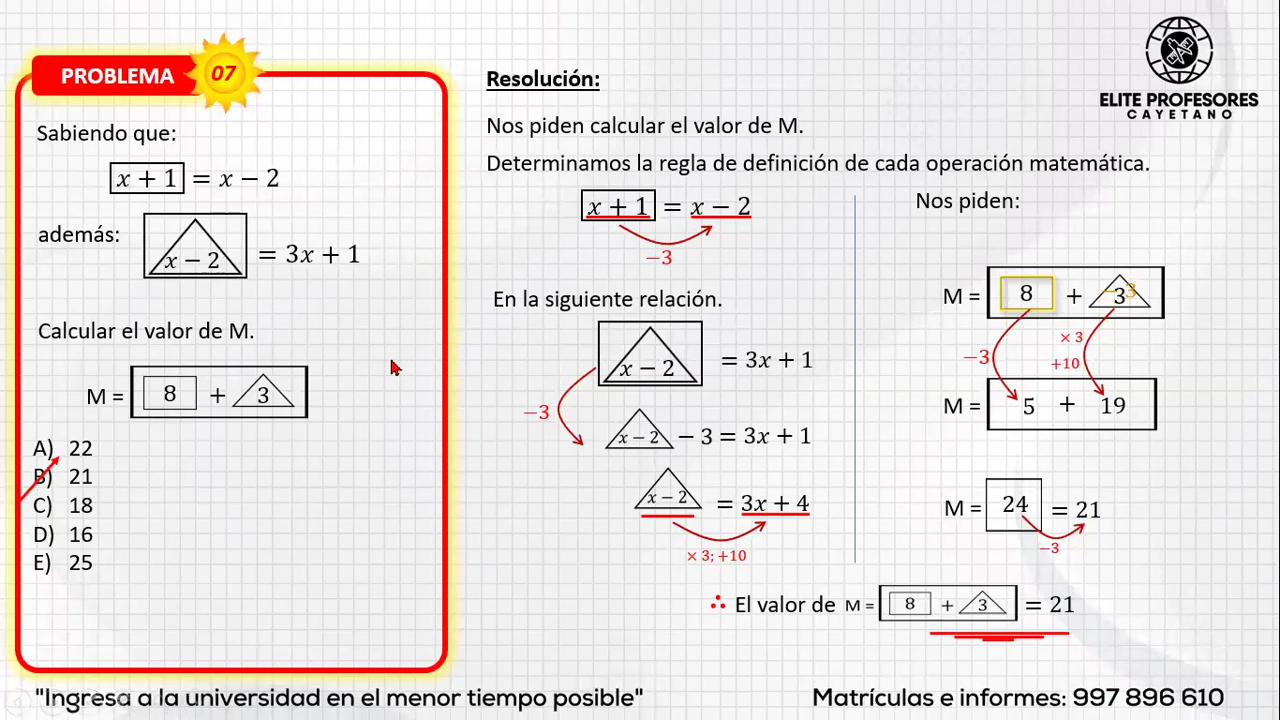 PROBLEMA 07
Sabiendo que:
x + 1 = x − 2
además: x − 2 = 3x + 1
Calcular el valor de M.
M = 8 + 3
A) 22
B) 21
C) 18
D) 16
E) 25
Resolución:
Nos piden calcular el valor de M.
Determinamos la regla de definición de cada operación matemática.
x + 1 = x − 2
−3
En la siguiente relación.
x − 2 = 3x + 1
−3
x − 2 − 3 = 3x + 1
x − 2 = 3x + 4
× 3; +10
Nos piden:
M = 8 + 3
−3
× 3
+10
M = 5 + 19
M = 24 = 21
−3
∴ El valor de M = 8 + 3 = 21
ELITE PROFESORES
CAYETANO
"Ingresa a la universidad en el menor tiempo posible"
Matrículas e informes: 997 896 610